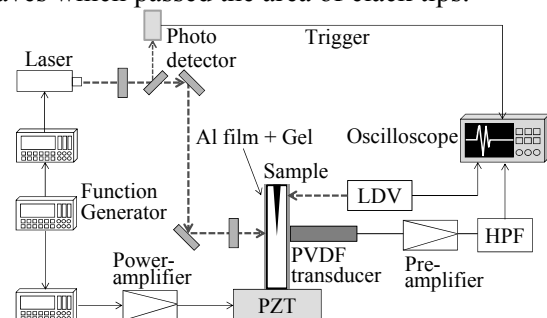 aves which passed the area of crack tips.
Photo
detector
Trigger
Laser
Al film + Gel
Oscilloscope
Sample
Function
Generator
LDV
Power-
amplifier
PVDF
transducer
Pre-
amplifier
HPF
PZT